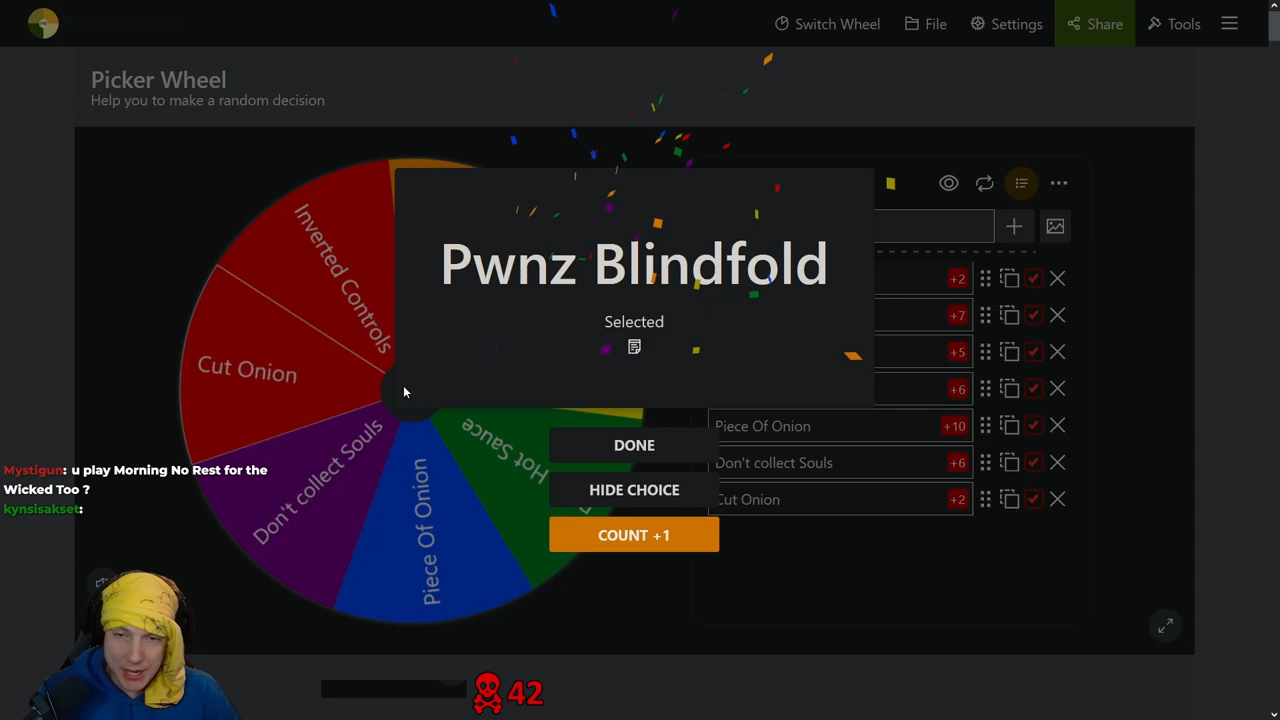 Switch Wheel
File
Settings
Share
Tools
Picker Wheel
Help you to make a random decision
Inverted Controls
Cut Onion
Don't collect Souls
Piece Of Onion
Hot Sauce
Pwnz Blindfold
Selected
DONE
HIDE CHOICE
COUNT +1
+2
+7
+5
+6
Piece Of Onion +10
Don't collect Souls +6
Cut Onion +2
Mystigun: u play Morning No Rest for the
Wicked Too ?
kynsisakset:
42